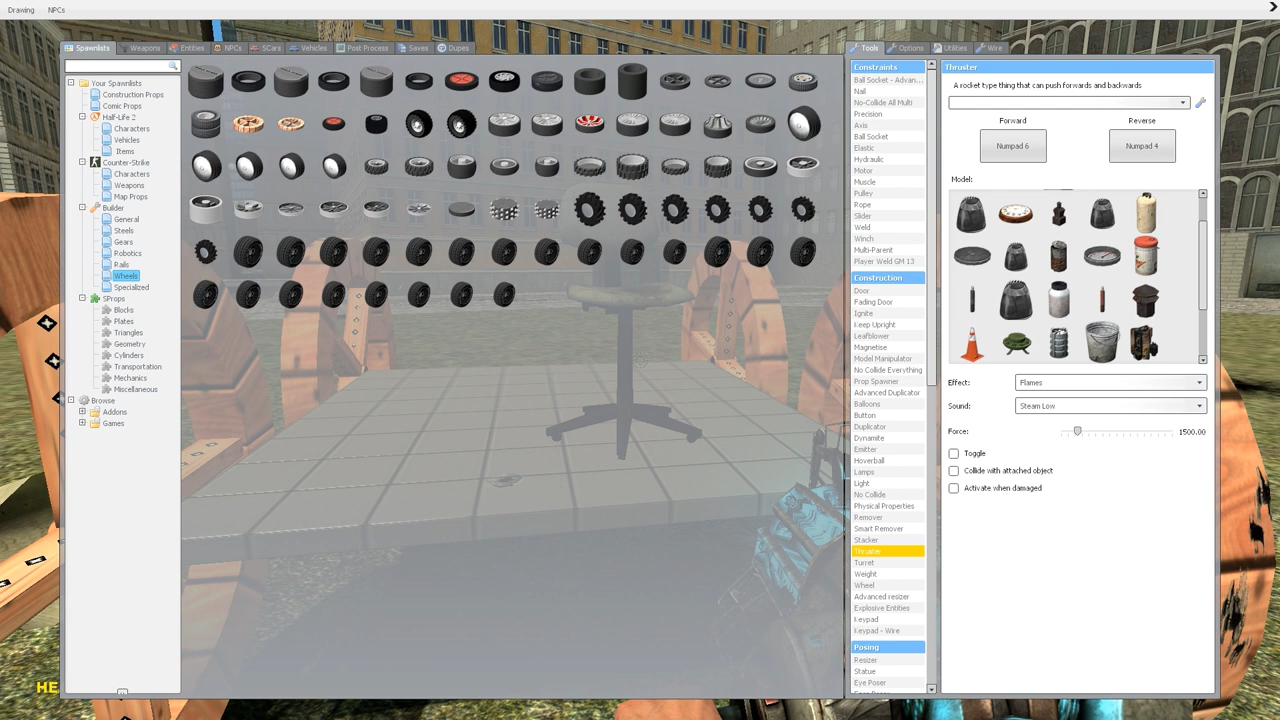 Drawing NPCs
Spawnlists Weapons Entities NPCs SCars Vehicles Post Process Saves Dupes
Your Spawnlists
Construction Props
Comic Props
Half-Life 2
Characters
Vehicles
Items
Counter-Strike
Characters
Weapons
Map Props
Builder
General
Steels
Gears
Robotics
Rails
Wheels
Specialized
SProps
Blocks
Plates
Triangles
Geometry
Cylinders
Transportation
Mechanics
Miscellaneous
Browse
Addons
Games
HE
Tools Options Utilities Wire
Constraints
Ball Socket - Advan...
Nail
No-Collide All Multi
Precision
Axis
Ball Socket
Elastic
Hydraulic
Motor
Muscle
Pulley
Rope
Slider
Weld
Winch
Multi-Parent
Player Weld GM 13
Construction
Door
Fading Door
Ignite
Keep Upright
Leafblower
Magnetise
Model Manipulator
No Collide Everything
Prop Spawner
Advanced Duplicator
Balloons
Button
Duplicator
Dynamite
Emitter
Hoverball
Lamps
Light
No Collide
Physical Properties
Remover
Smart Remover
Stacker
Thruster
Turret
Weight
Wheel
Advanced resizer
Explosive Entities
Keypad
Keypad - Wire
Posing
Resizer
Statue
Eye Poser
Thruster
A rocket type thing that can push forwards and backwards
Forward Reverse
Numpad 6 Numpad 4
Model:
Effect: Flames
Sound: Steam Low
Force: 1500.00
Toggle
Collide with attached object
Activate when damaged